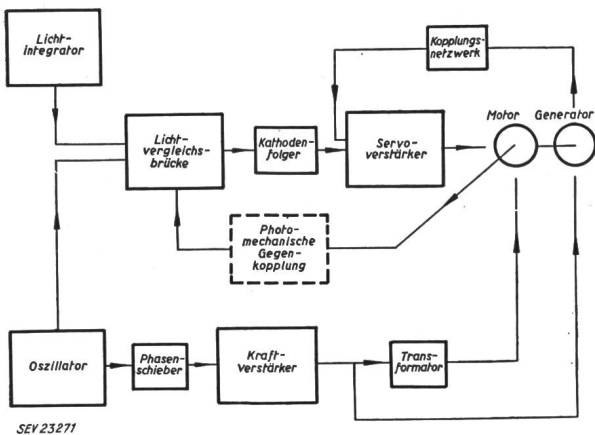 Licht-
integrator
Kopplungs-
netzwerk
Motor Generator
Licht-
vergleichs-
brücke
Kathoden-
folger
Servo-
verstärker
Photo-
mechanische
Gegen-
kopplung
Oszillator
Phasen-
schieber
Kraft-
verstärker
Trans-
formator
SEV 23271